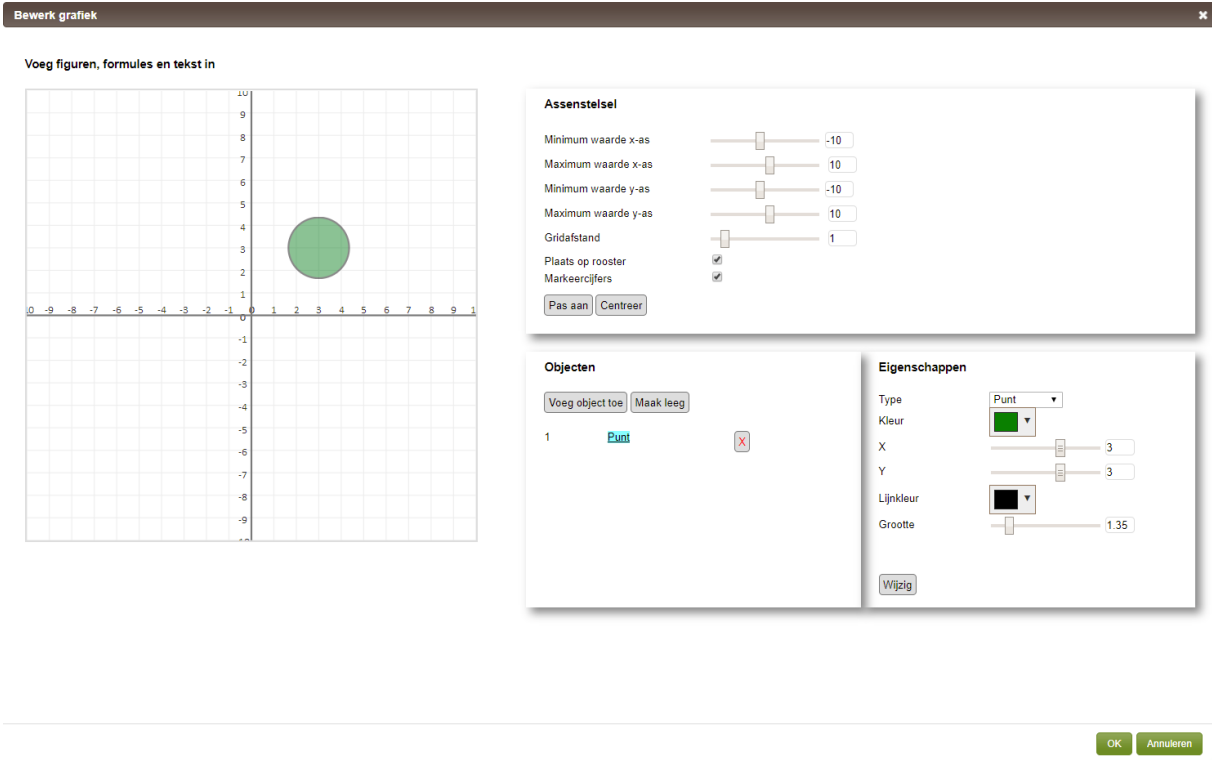 Bewerk grafiek
Voeg figuren, formules en tekst in
10
9
8
7
6
5
4
3
2
1
.0 -9 -8 -7 -6 -5 -4 -3 -2 -1 0 1 2 3 4 5 6 7 8 9 1
0
-1
-2
-3
-4
-5
-6
-7
-8
-9
-10
Assenstelsel
Minimum waarde x-as -10
Maximum waarde x-as 10
Minimum waarde y-as -10
Maximum waarde y-as 10
Gridafstand 1
Plaats op rooster
Markeercijfers
Pas aan Centreer
Objecten
Voeg object toe Maak leeg
1 Punt X
Eigenschappen
Type Punt
Kleur
X 3
Y 3
Lijnkleur
Grootte 1.35
Wijzig
OK Annuleren